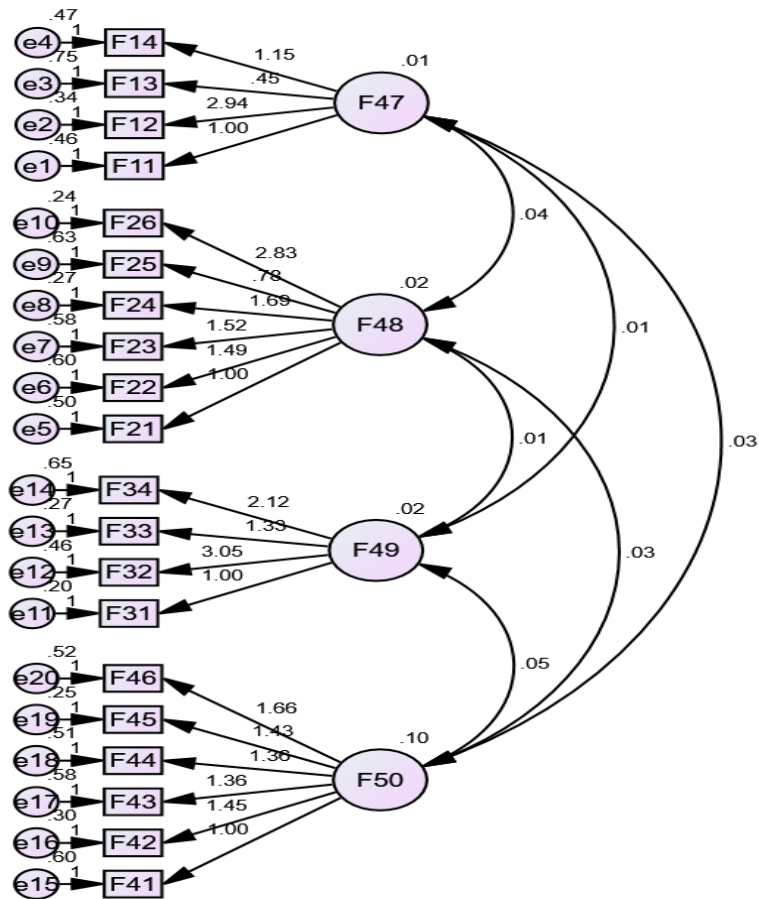 .47
e4 1 F14 1.15 .01
.75
e3 1 F13 .45
F47
.34
e2 1 F12 2.94
.46
e1 1 F11 1.00
.04
.24
e10 1 F26 2.83
.63
e9 1 F25 .78 .02
.27
e8 1 F24 1.69
F48
.01
.58
e7 1 F23 1.52
.60
e6 1 F22 1.49
.50
e5 1 F21 1.00
.01
.03
.65
e14 1 F34 2.12 .02
.27
e13 1 F33 1.33
F49
.03
.46
e12 1 F32 3.05
.20
e11 1 F31 1.00
.05
.52
e20 1 F46 1.66
.25
e19 1 F45 1.43 .10
.51
e18 1 F44 1.36
F50
.58
e17 1 F43 1.36
.30
e16 1 F42 1.45
.60
e15 1 F41 1.00